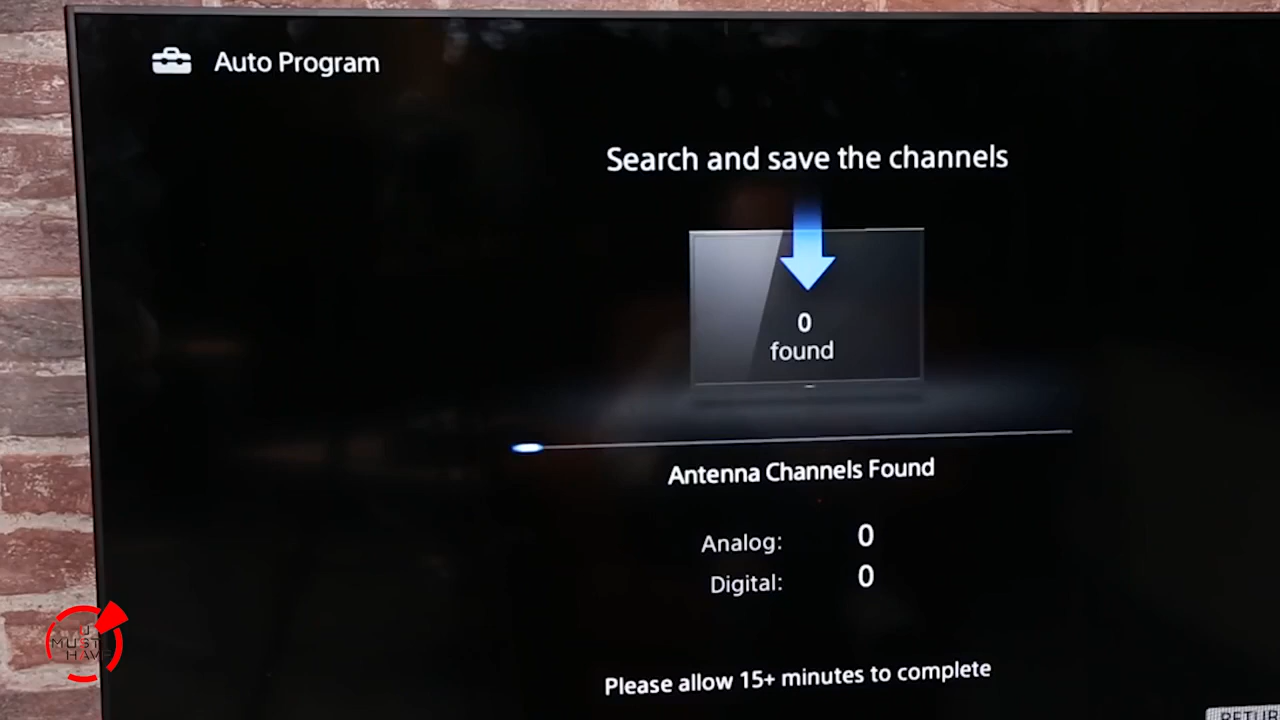 Auto Program
Search and save the channels
0
found
Antenna Channels Found
Analog: 0
Digital: 0
Please allow 15+ minutes to complete
MUST
HAVE